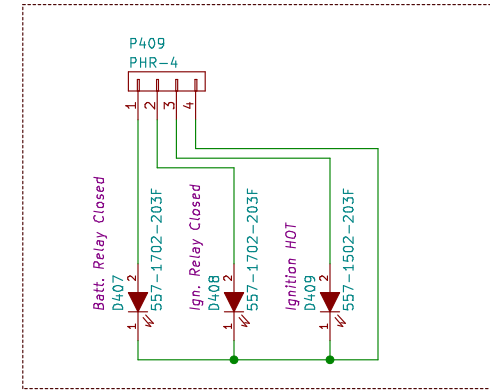 P409
PHR-4
1
2
3
4
Batt. Relay Closed
D407
2
1
557-1702-203F
Ign. Relay Closed
D408
2
1
557-1702-203F
Ignition HOT
D409
2
1
557-1502-203F